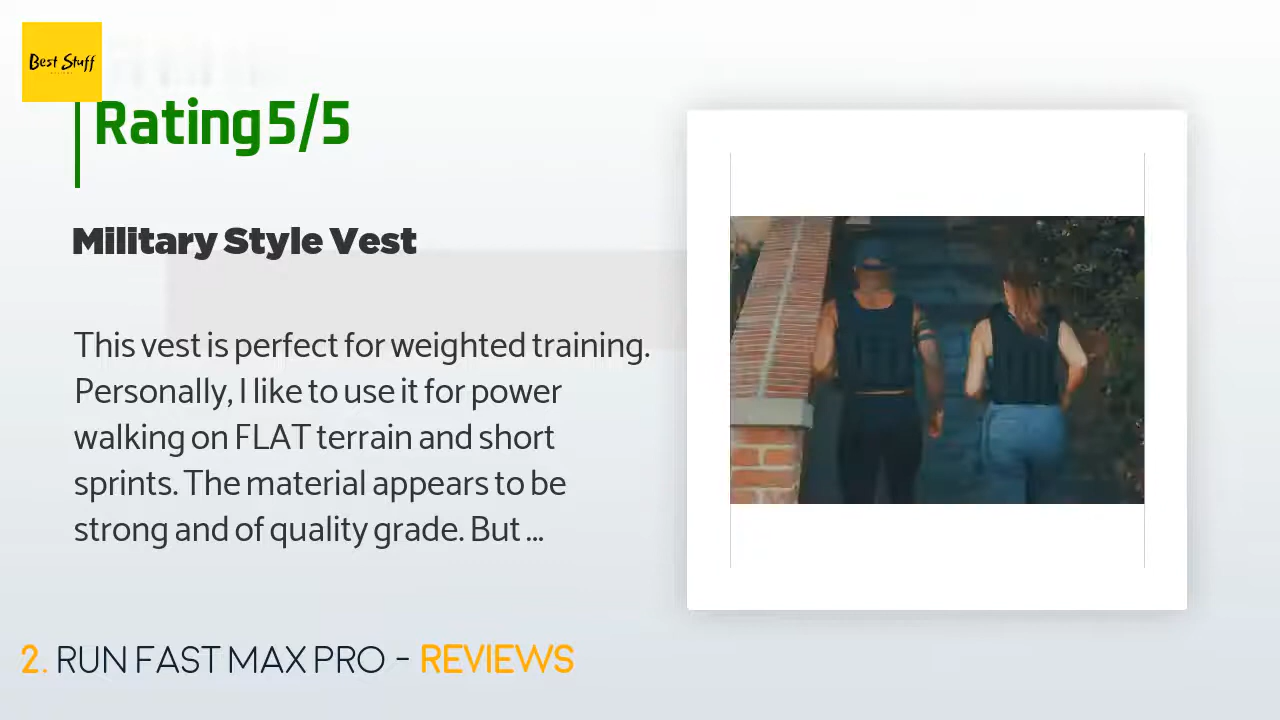 Best Stuff
Rating 5/5
Military Style Vest
This vest is perfect for weighted training.
Personally, I like to use it for power
walking on FLAT terrain and short
sprints. The material appears to be
strong and of quality grade. But ...
2. RUN FAST MAX PRO - REVIEWS